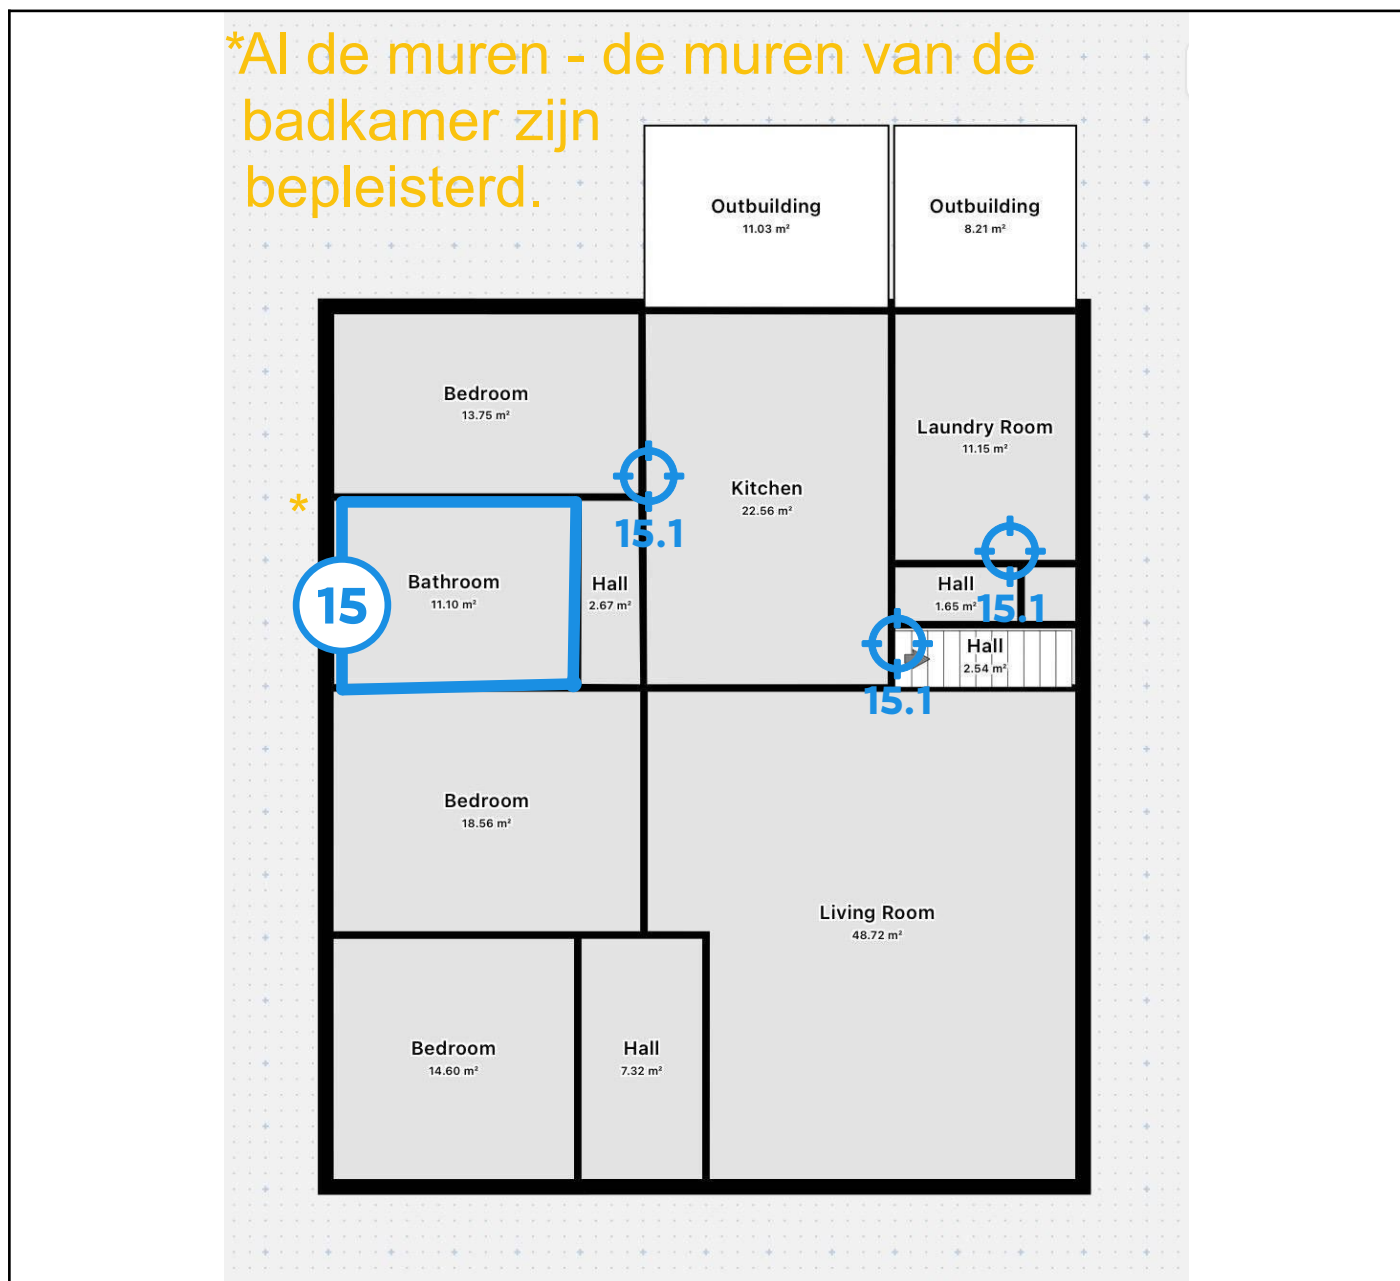 *Al de muren - de muren van de
badkamer zijn
bepleisterd.
Outbuilding
11.03 m²
Outbuilding
8.21 m²
Bedroom
13.75 m²
Laundry Room
11.15 m²
Kitchen
22.56 m²
*
15.1
Bathroom
11.10 m²
15
Hall
2.67 m²
Hall
1.65 m²
15.1
Hall
2.54 m²
15.1
Bedroom
18.56 m²
Living Room
48.72 m²
Bedroom
14.60 m²
Hall
7.32 m²